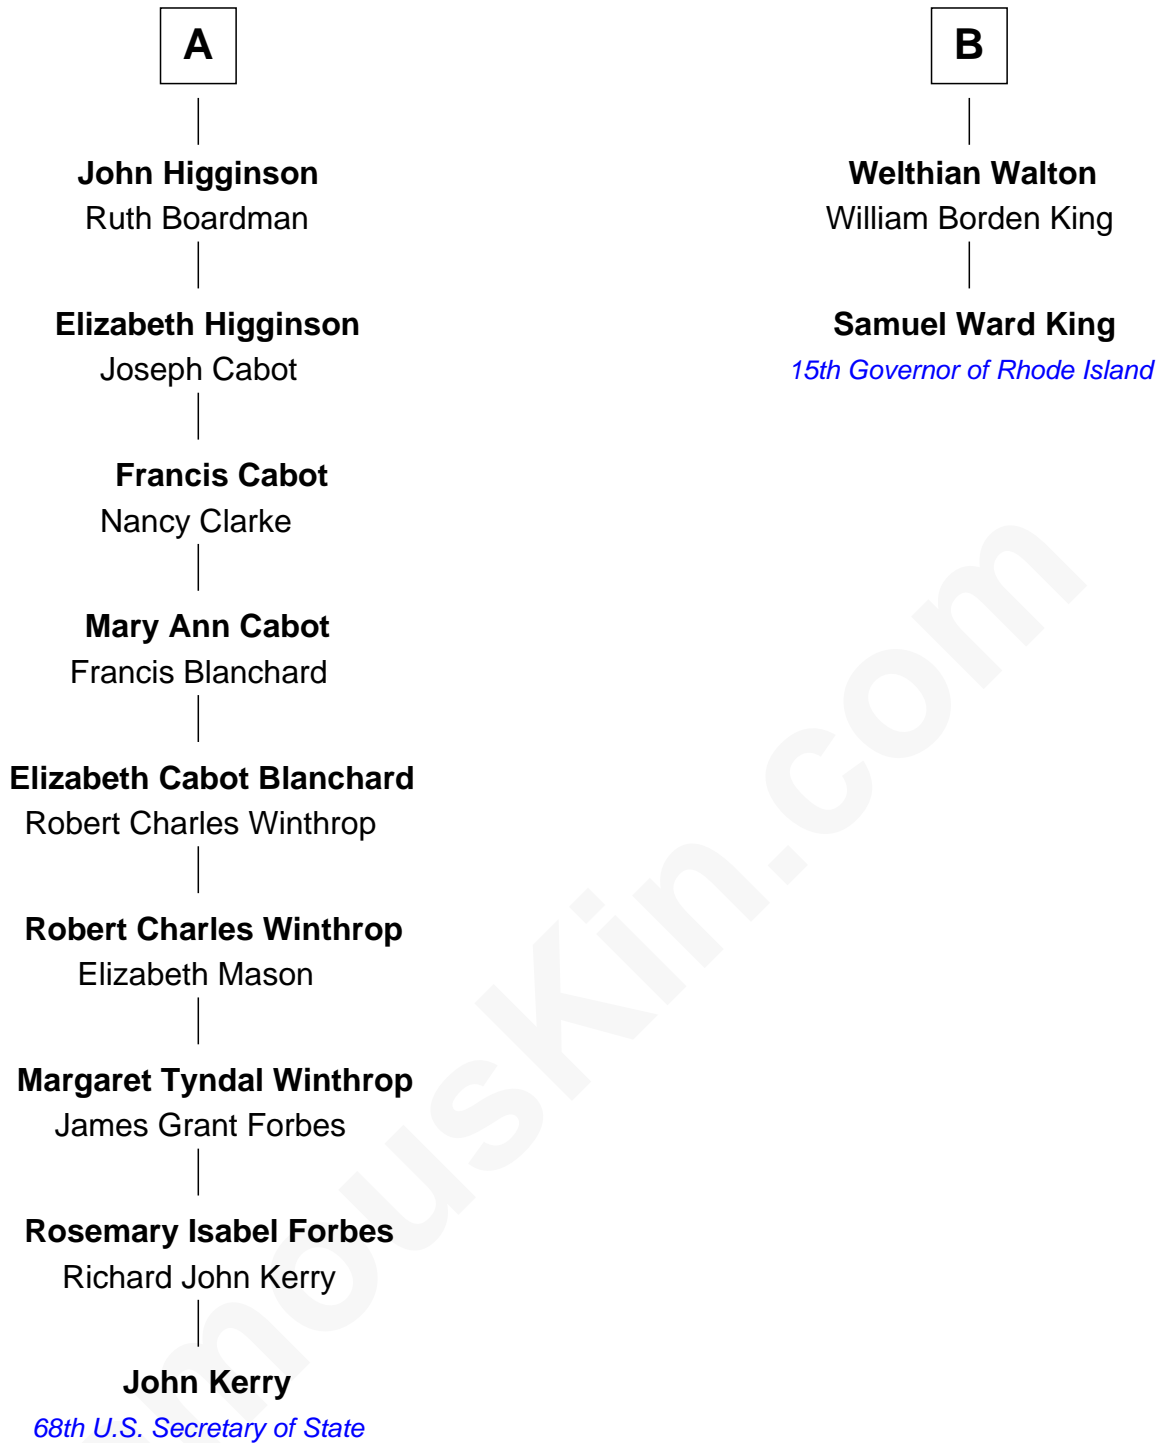 A
John Higginson
Ruth Boardman
Elizabeth Higginson
Joseph Cabot
Francis Cabot
Nancy Clarke
Mary Ann Cabot
Francis Blanchard
Elizabeth Cabot Blanchard
Robert Charles Winthrop
Robert Charles Winthrop
Elizabeth Mason
Margaret Tyndal Winthrop
James Grant Forbes
Rosemary Isabel Forbes
Richard John Kerry
John Kerry
68th U.S. Secretary of State
B
Welthian Walton
William Borden King
Samuel Ward King
15th Governor of Rhode Island
mousKin.com